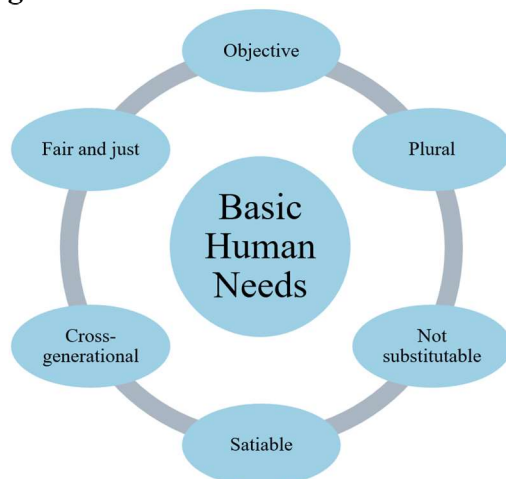 Objective
Plural
Not
substitutable
Satiable
Cross-
generational
Fair and just
Basic
Human
Needs